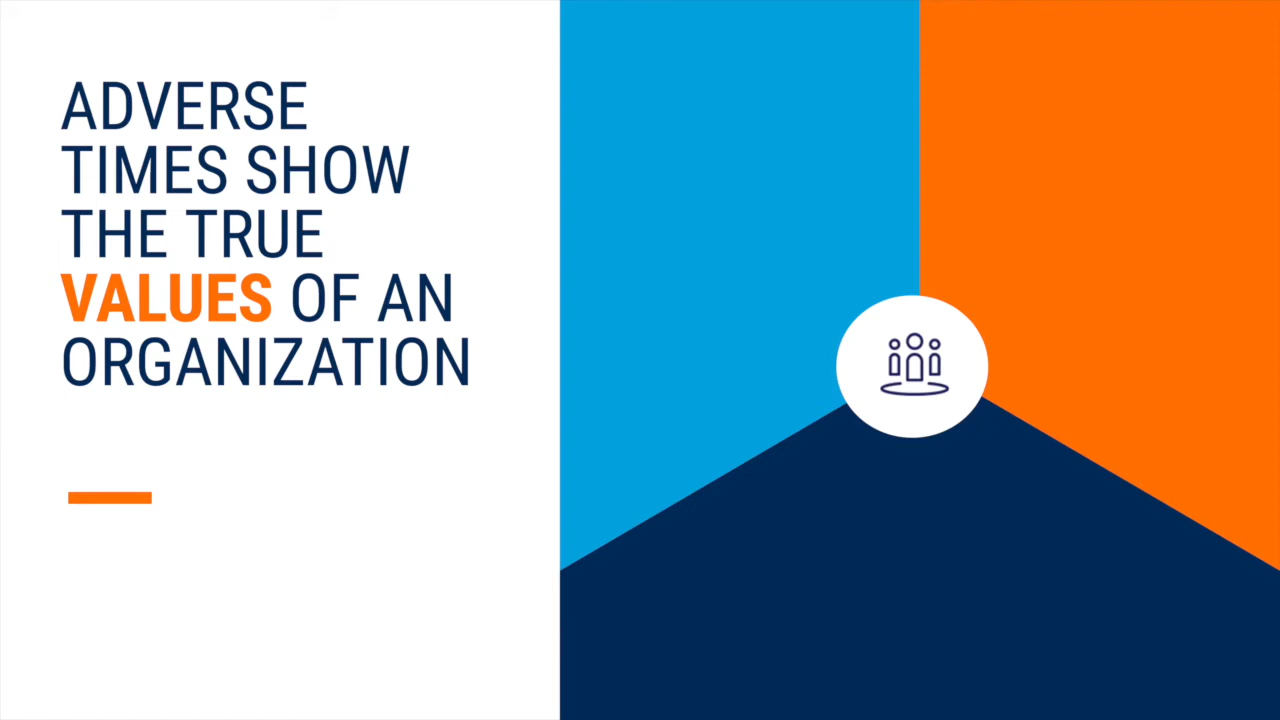 ADVERSE
TIMES SHOW
THE TRUE
VALUES OF AN
ORGANIZATION